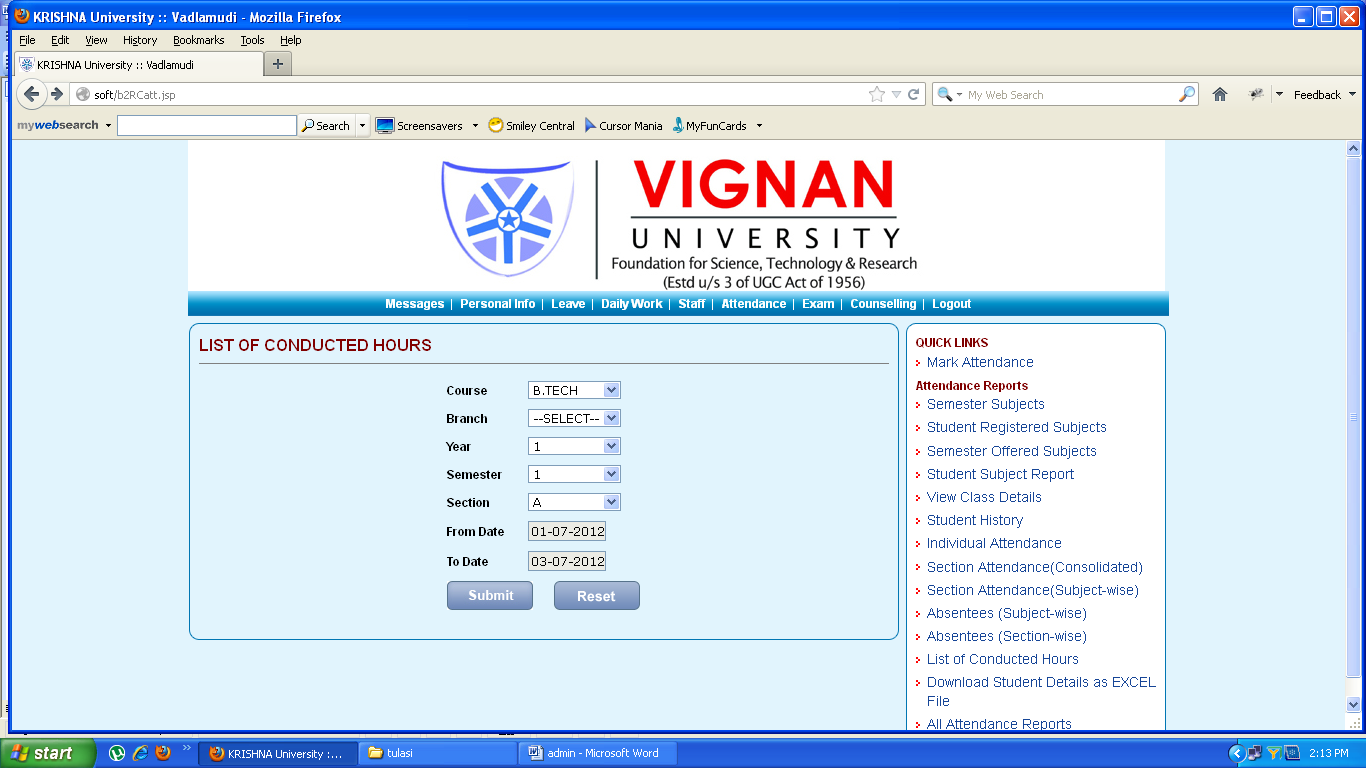 KRISHNA University :: Vadlamudi - Mozilla Firefox
File Edit View History Bookmarks Tools Help
KRISHNA University :: Vadlamudi
soft/b2RCatt.jsp
My Web Search
Feedback
mywebsearch
Search
Screensavers
Smiley Central
Cursor Mania
MyFunCards
VIGNAN
UNIVERSITY
Foundation for Science, Technology & Research
(Estd u/s 3 of UGC Act of 1956)
Messages | Personal Info | Leave | Daily Work | Staff | Attendance | Exam | Counselling | Logout
LIST OF CONDUCTED HOURS
Course B.TECH
Branch --SELECT--
Year 1
Semester 1
Section A
From Date 01-07-2012
To Date 03-07-2012
Submit Reset
QUICK LINKS
Mark Attendance
Attendance Reports
Semester Subjects
Student Registered Subjects
Semester Offered Subjects
Student Subject Report
View Class Details
Student History
Individual Attendance
Section Attendance(Consolidated)
Section Attendance(Subject-wise)
Absentees (Subject-wise)
Absentees (Section-wise)
List of Conducted Hours
Download Student Details as EXCEL
File
All Attendance Reports
start
KRISHNA University :...
tulasi
admin - Microsoft Word
2:13 PM